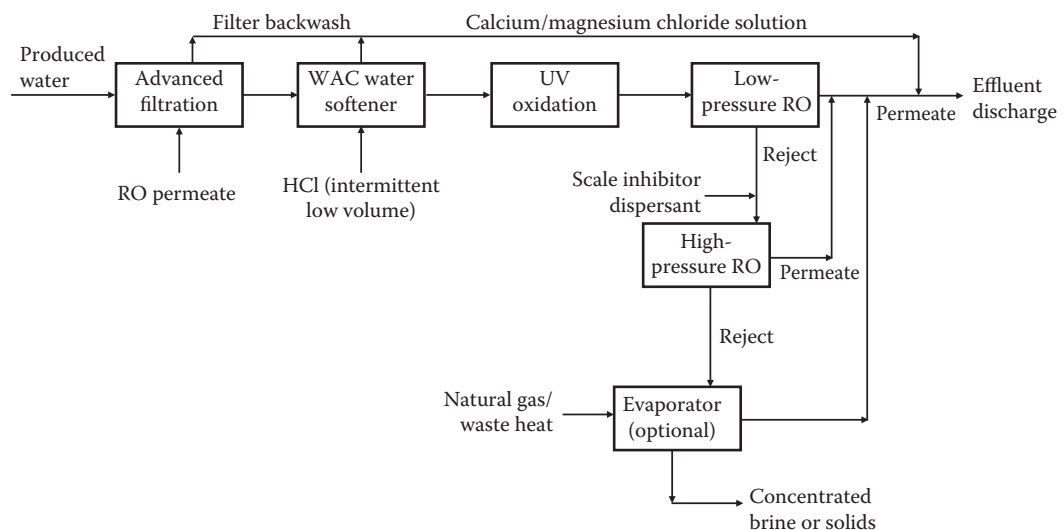 Filter backwash
Calcium/magnesium chloride solution
Produced
water
Advanced
filtration
WAC water
softener
UV
oxidation
Low-
pressure RO
Effluent
discharge
Permeate
RO permeate
HCl (intermittent
low volume)
Reject
Scale inhibitor
dispersant
High-
pressure RO
Permeate
Reject
Natural gas/
waste heat
Evaporator
(optional)
Concentrated
brine or solids